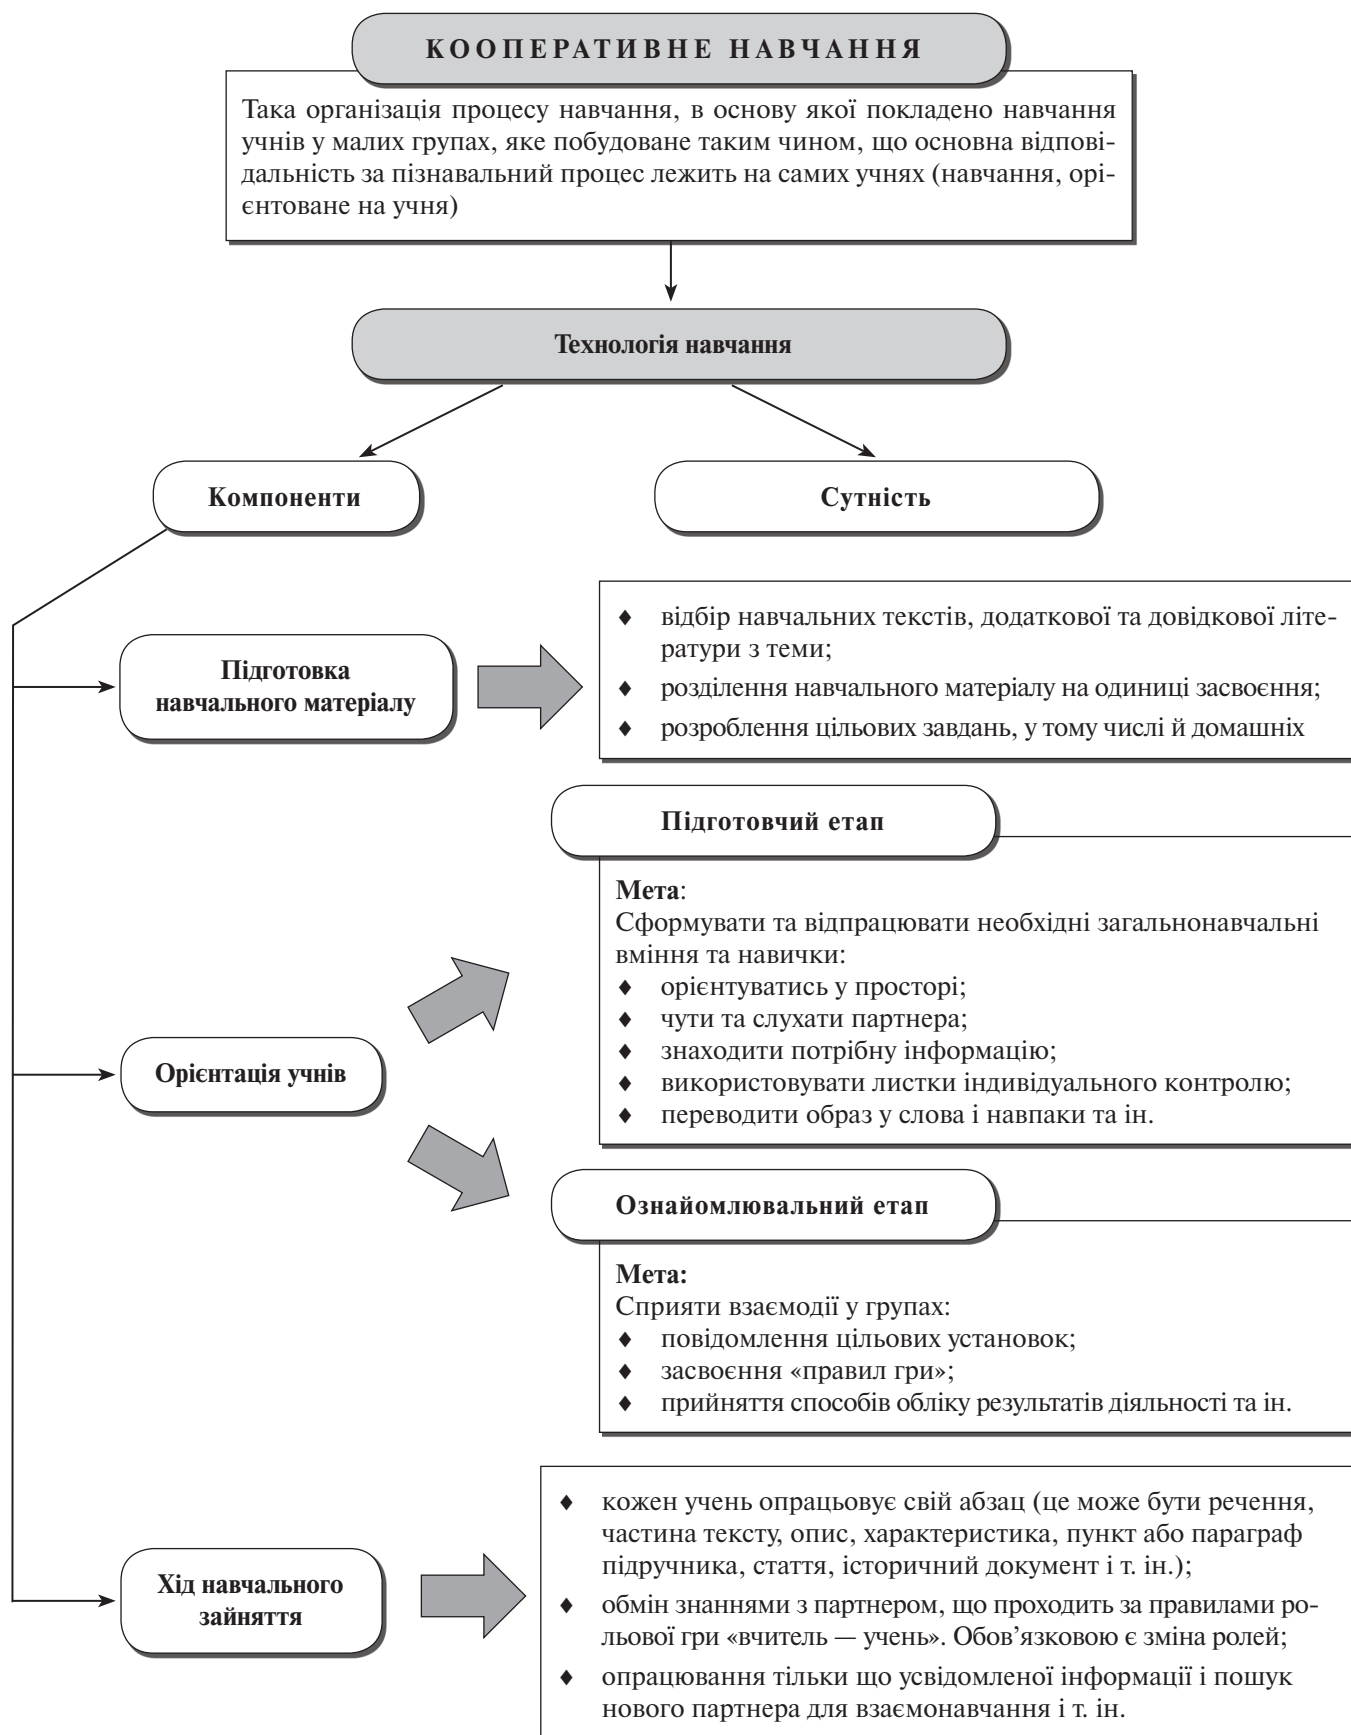 КООПЕРАТИВНЕ НАВЧАННЯ
Така організація процесу навчання, в основу якої покладено навчання
учнів у малих групах, яке побудоване таким чином, що основна відпові-
дальність за пізнавальний процес лежить на самих учнях (навчання, орі-
єнтоване на учня)
Технологія навчання
Компоненти
Сутність
Підготовка
навчального матеріалу
♦ відбір навчальних текстів, додаткової та довідкової літе-
ратури з теми;
♦ розділення навчального матеріалу на одиниці засвоєння;
♦ розроблення цільових завдань, у тому числі й домашніх
Орієнтація учнів
Підготовчий етап
Мета:
Сформувати та відпрацювати необхідні загальнонавчальні
вміння та навички:
♦ орієнтуватись у просторі;
♦ чути та слухати партнера;
♦ знаходити потрібну інформацію;
♦ використовувати листки індивідуального контролю;
♦ переводити образ у слова і навпаки та ін.
Ознайомлювальний етап
Мета:
Сприяти взаємодії у групах:
♦ повідомлення цільових установок;
♦ засвоєння «правил гри»;
♦ прийняття способів обліку результатів діяльності та ін.
Хід навчального
зайняття
♦ кожен учень опрацьовує свій абзац (це може бути речення,
частина тексту, опис, характеристика, пункт або параграф
підручника, стаття, історичний документ і т. ін.);
♦ обмін знаннями з партнером, що проходить за правилами ро-
льової гри «вчитель — учень». Обов’язковою є зміна ролей;
♦ опрацювання тільки що усвідомленої інформації і пошук
нового партнера для взаємонавчання і т. ін.